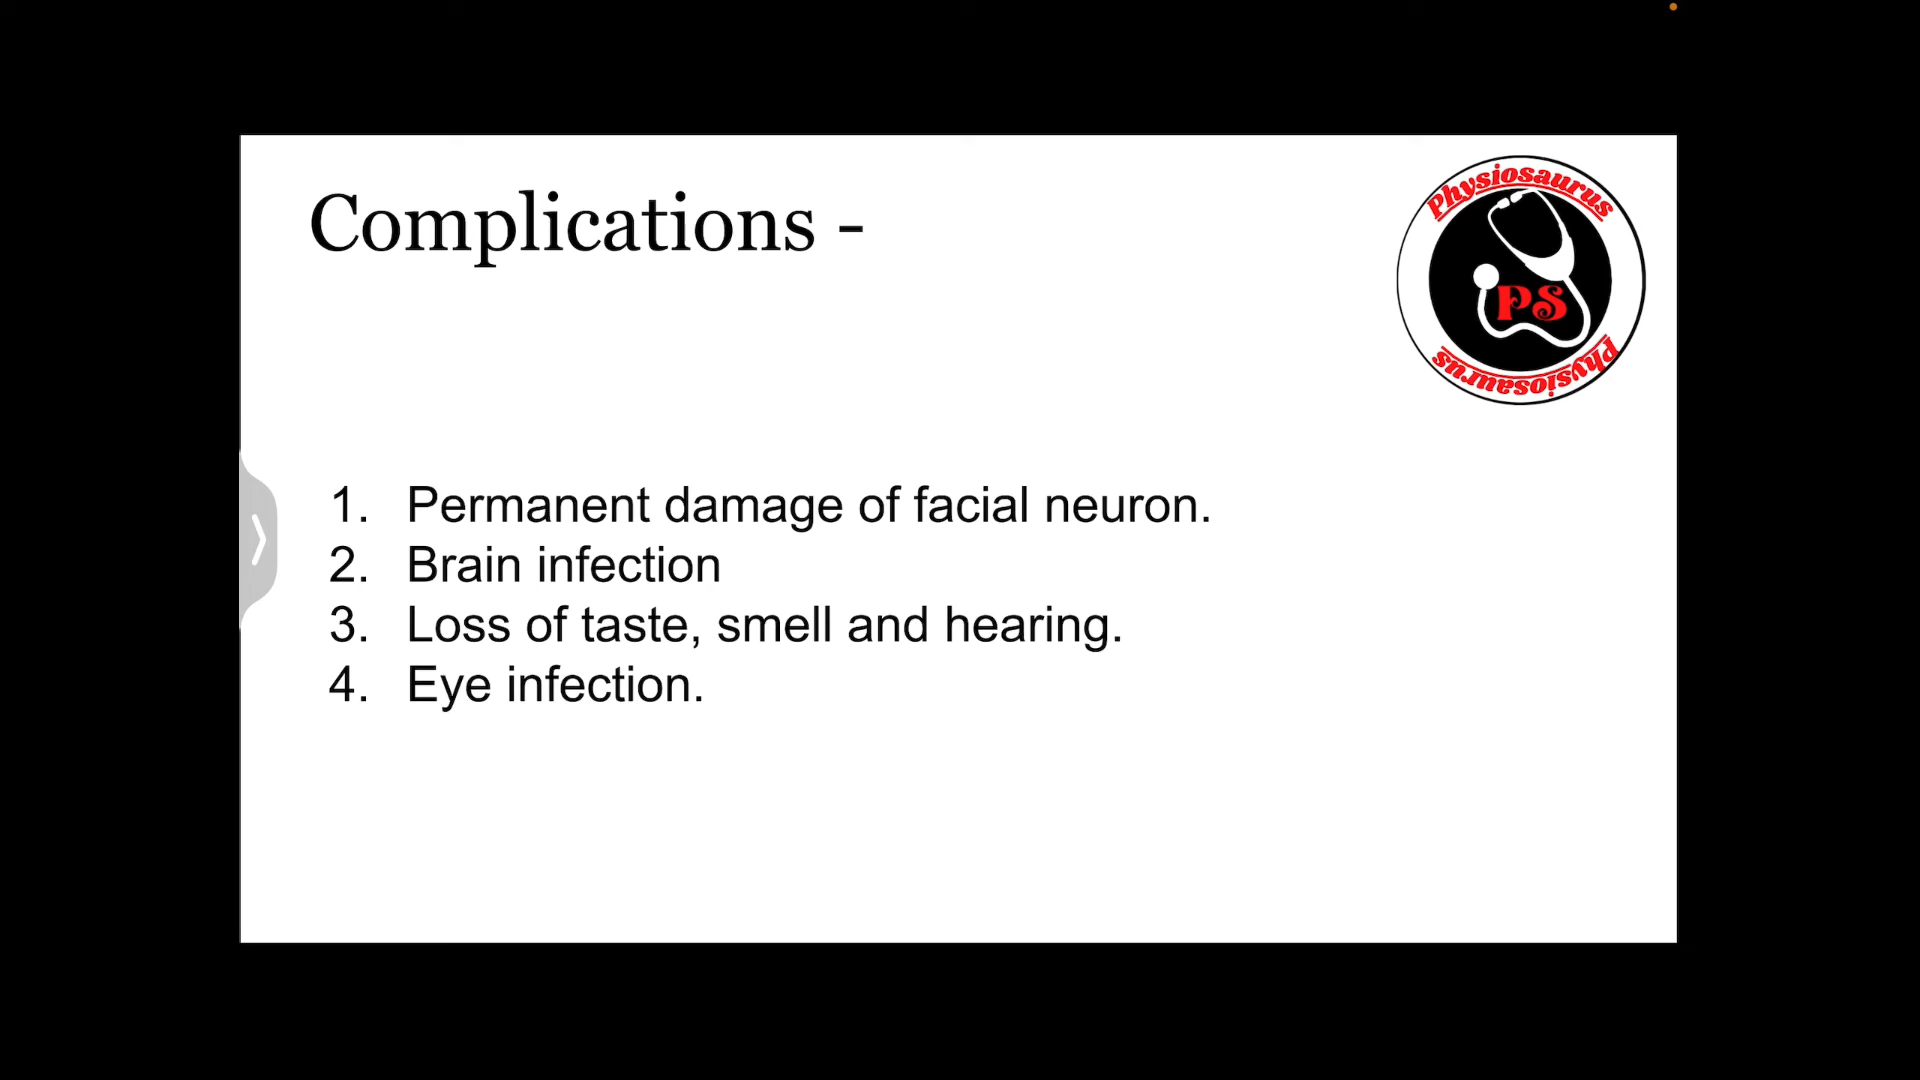 Complications -
Physiosaurus
PS
Physiosaurus
1. Permanent damage of facial neuron.
2. Brain infection
3. Loss of taste, smell and hearing.
4. Eye infection.